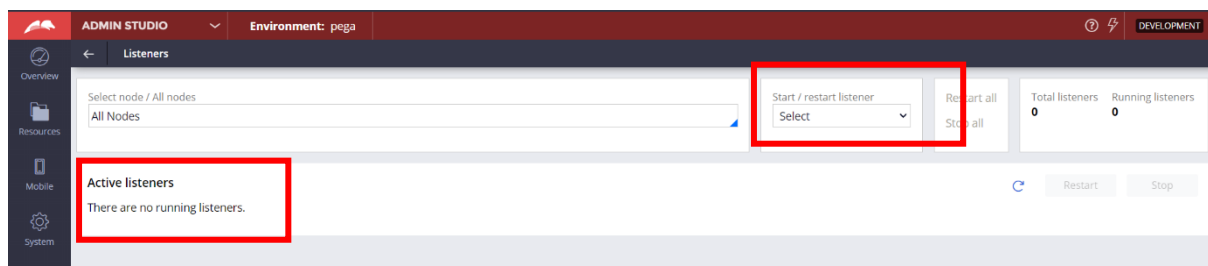 ADMIN STUDIO
Environment: pega
DEVELOPMENT
Overview
Listeners
Select node / All nodes
All Nodes
Start / restart listener
Select
Restart all
Stop all
Total listeners
0
Running listeners
0
Resources
Mobile
System
Active listeners
There are no running listeners.
Restart
Stop